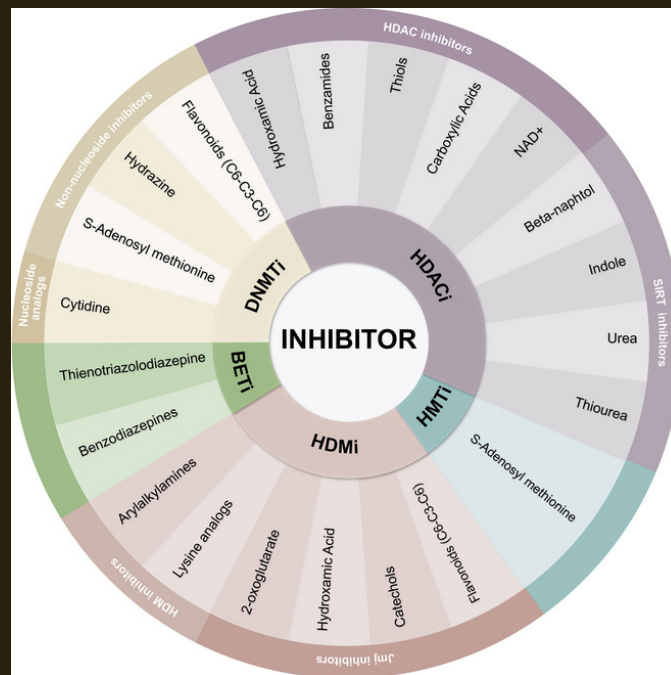 HDAC inhibitors
Hydroxamic Acid
Benzamides
Thiols
Carboxylic Acids
NAD+
SIRT inhibitors
Beta-naphtol
Indole
Urea
Thiourea
HDACi
S-Adenosyl methionine
HMTi
Jmj inhibitors
Flavonoids (C6-C3-C6)
Catechols
Hydroxamic Acid
2-oxoglutarate
HDM inhibitors
Lysine analogs
Arylalkylamines
HDMi
Benzodiazepines
Thienotriazolodiazepine
BETi
Nucleoside
analogs
Cytidine
Non-nucleoside inhibitors
S-Adenosyl methionine
Hydrazine
Flavonoids (C6-C3-C6)
DNMTi
INHIBITOR